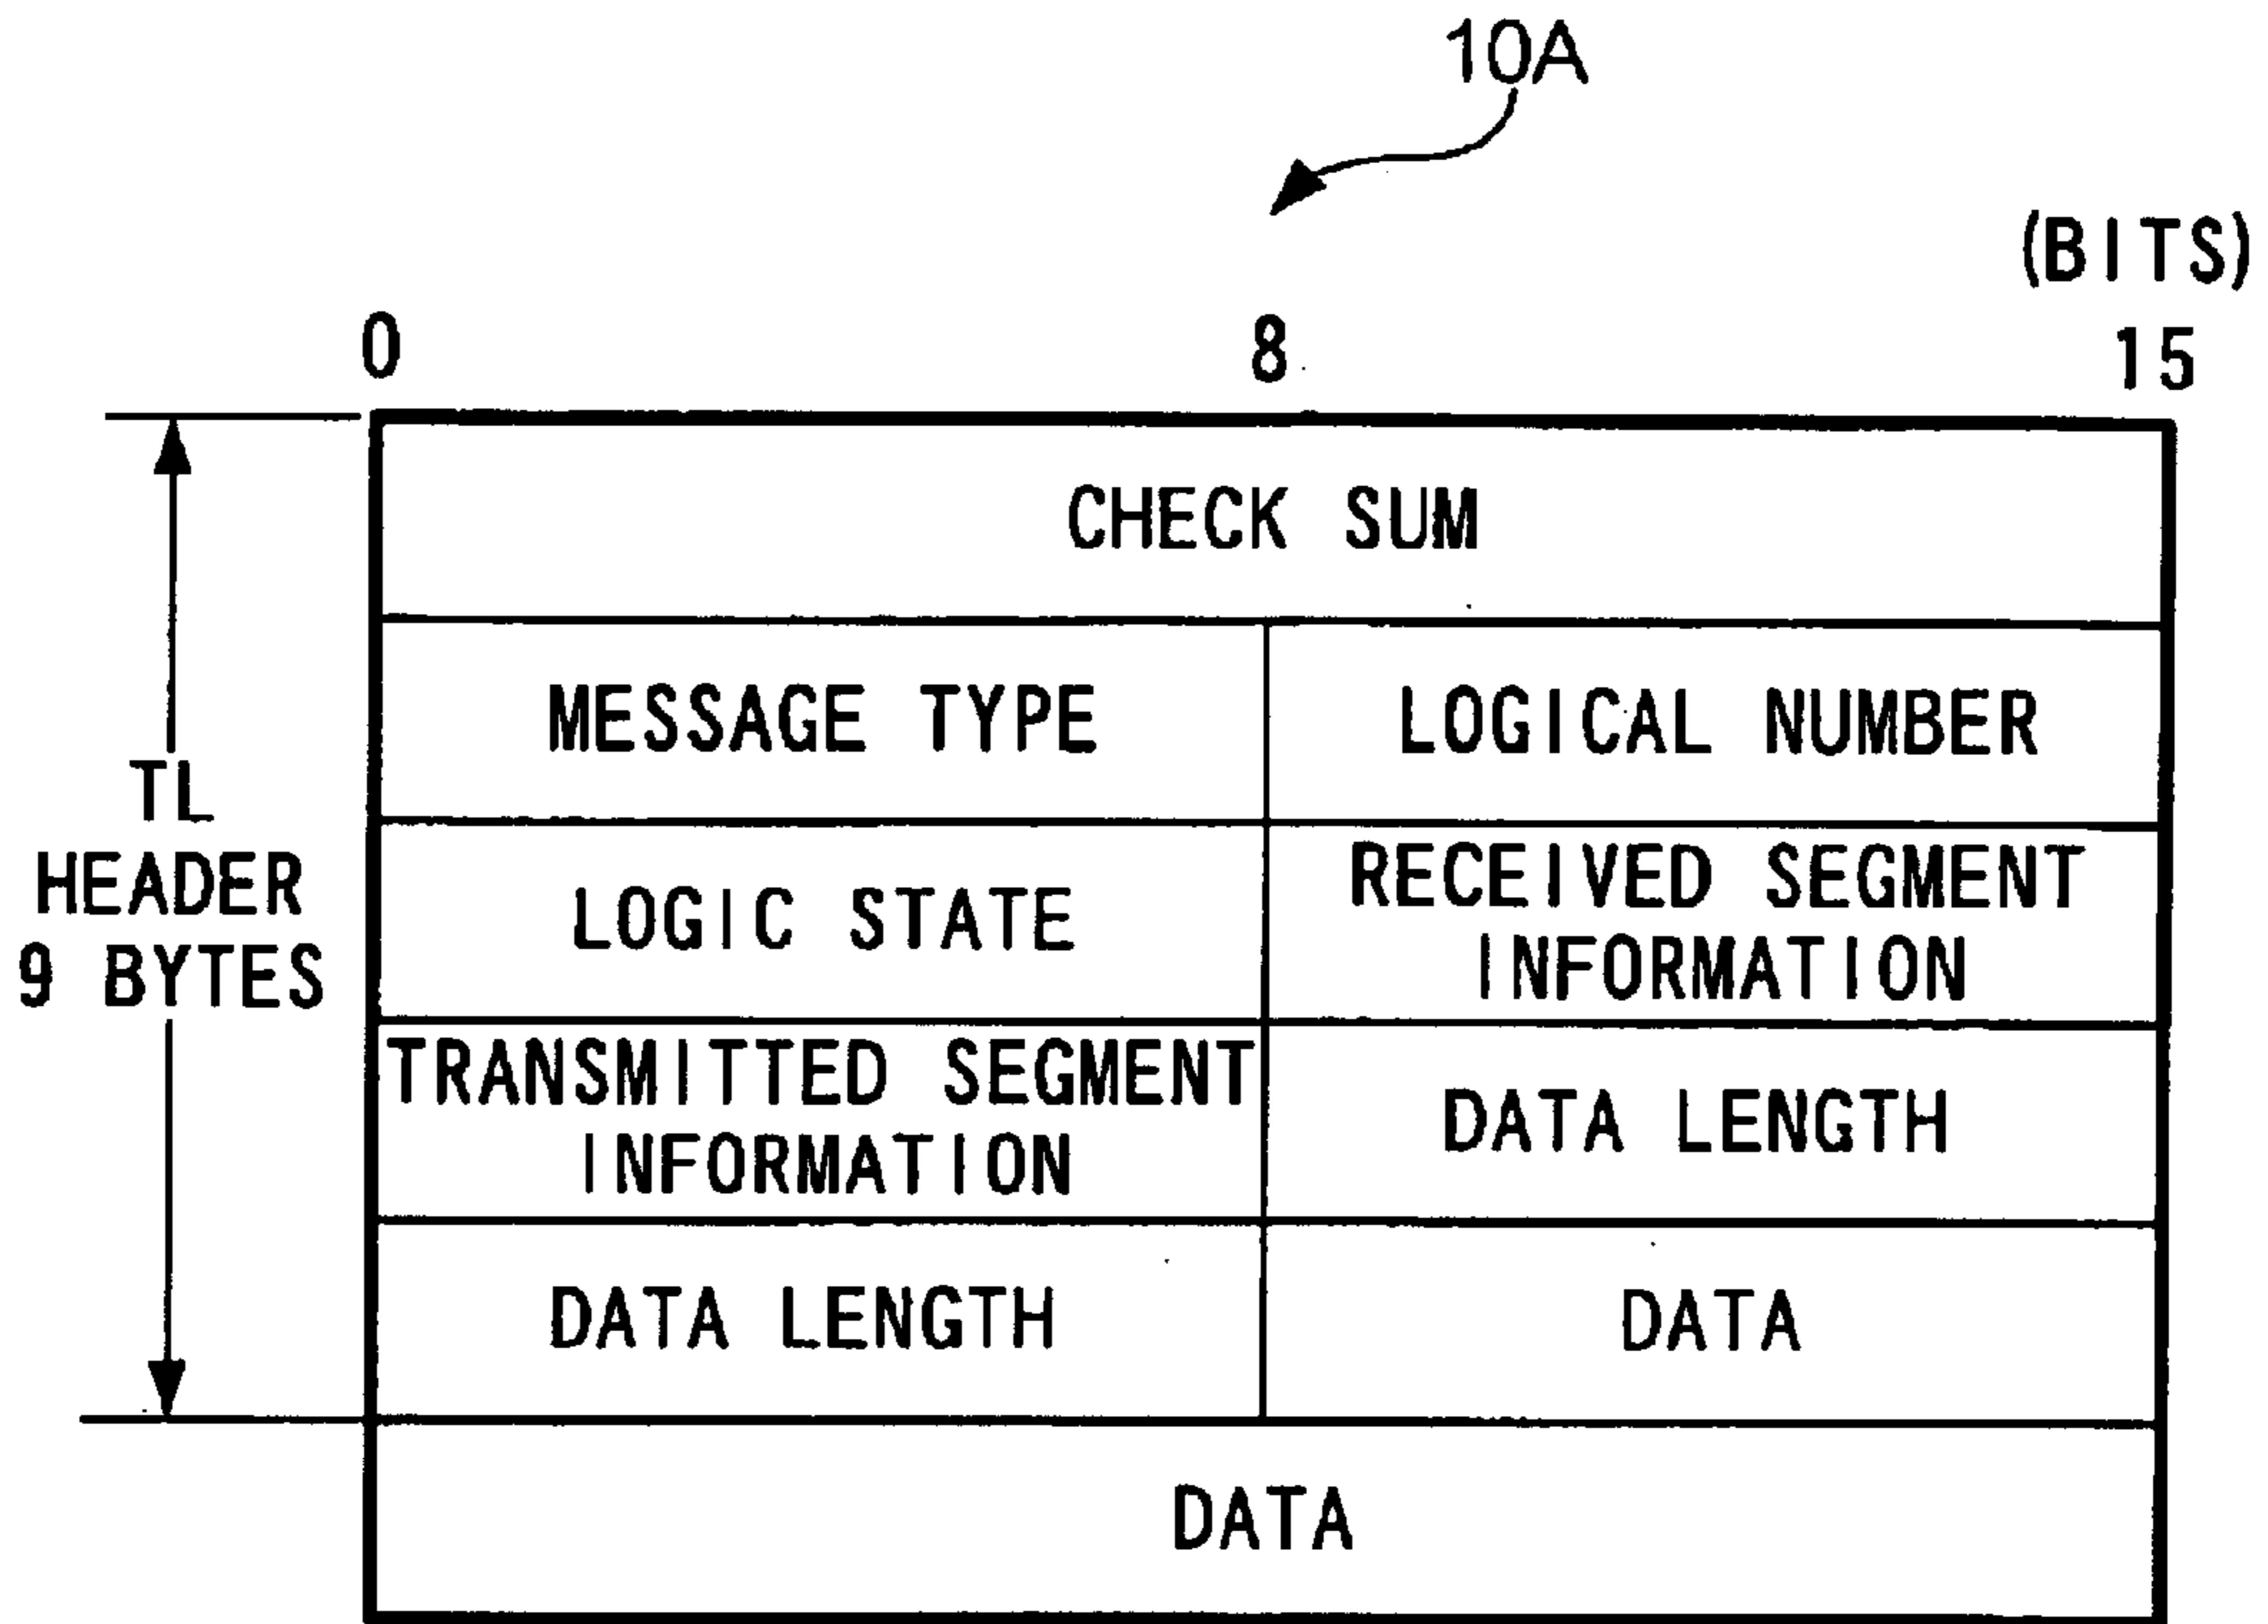 10A
(BITS)
0 8 15
CHECK SUM
MESSAGE TYPE
LOGICAL NUMBER
TL
HEADER
9 BYTES
LOGIC STATE
RECEIVED SEGMENT
INFORMATION
TRANSMITTED SEGMENT
INFORMATION
DATA LENGTH
DATA LENGTH
DATA
DATA